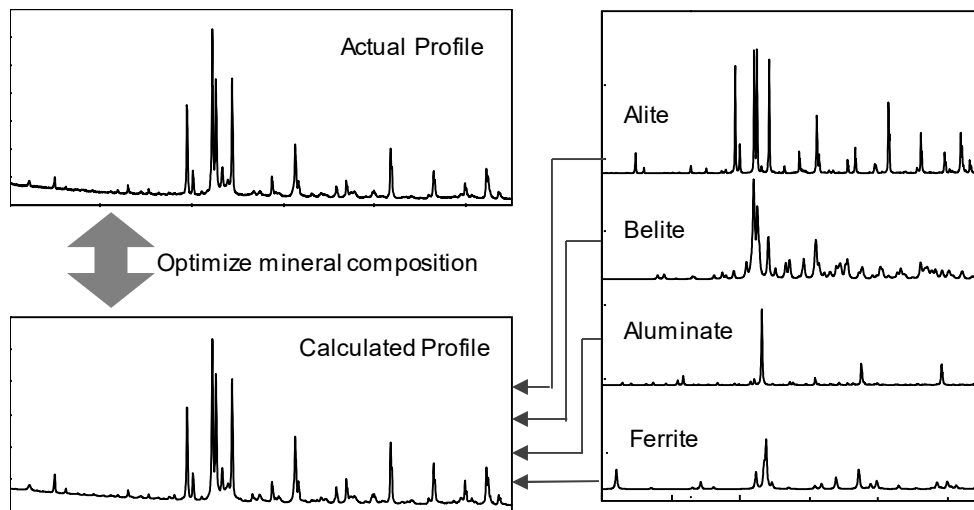 Actual Profile
Optimize mineral composition
Calculated Profile
Alite
Belite
Aluminate
Ferrite